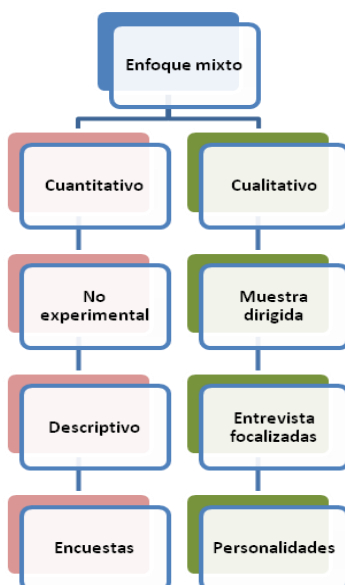 Enfoque mixto
Cuantitativo
Cualitativo
No
experimental
Muestra
dirigida
Descriptivo
Entrevista
focalizadas
Encuestas
Personalidades